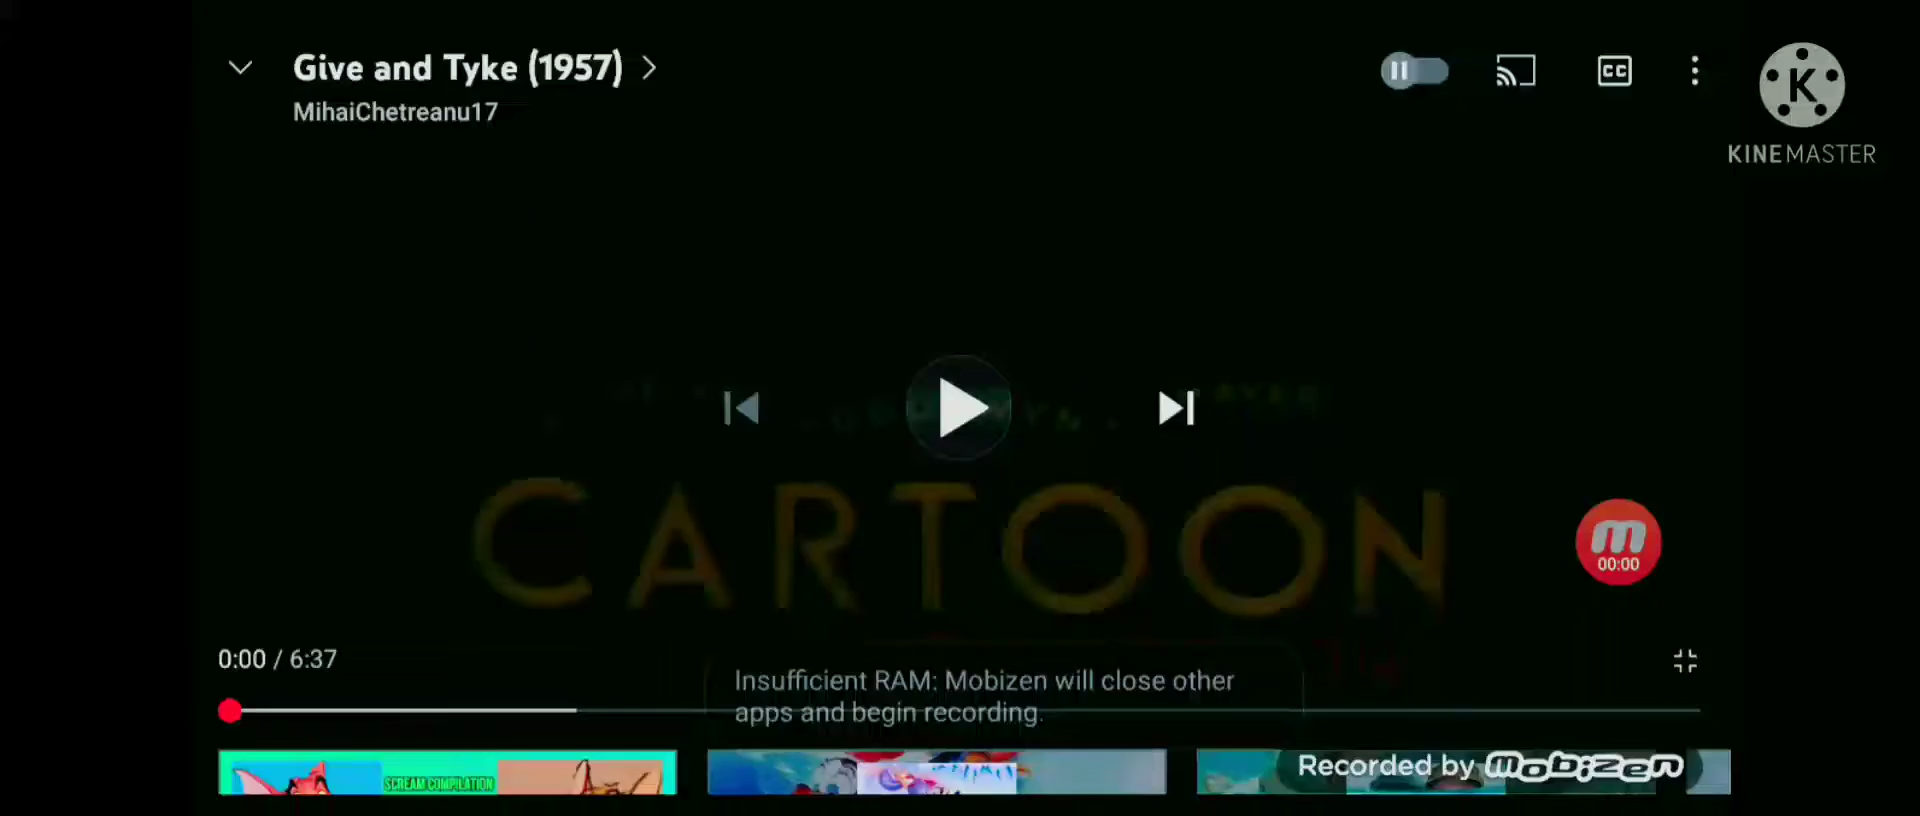 Give and Tyke (1957)
MihaiChetreanu17
CC
K
KINEMASTER
CARTOON
m
00:00
0:00 / 6:37
Insufficient RAM: Mobizen will close other
apps and begin recording.
SCREAM COMPILATION
Recorded by mobizen